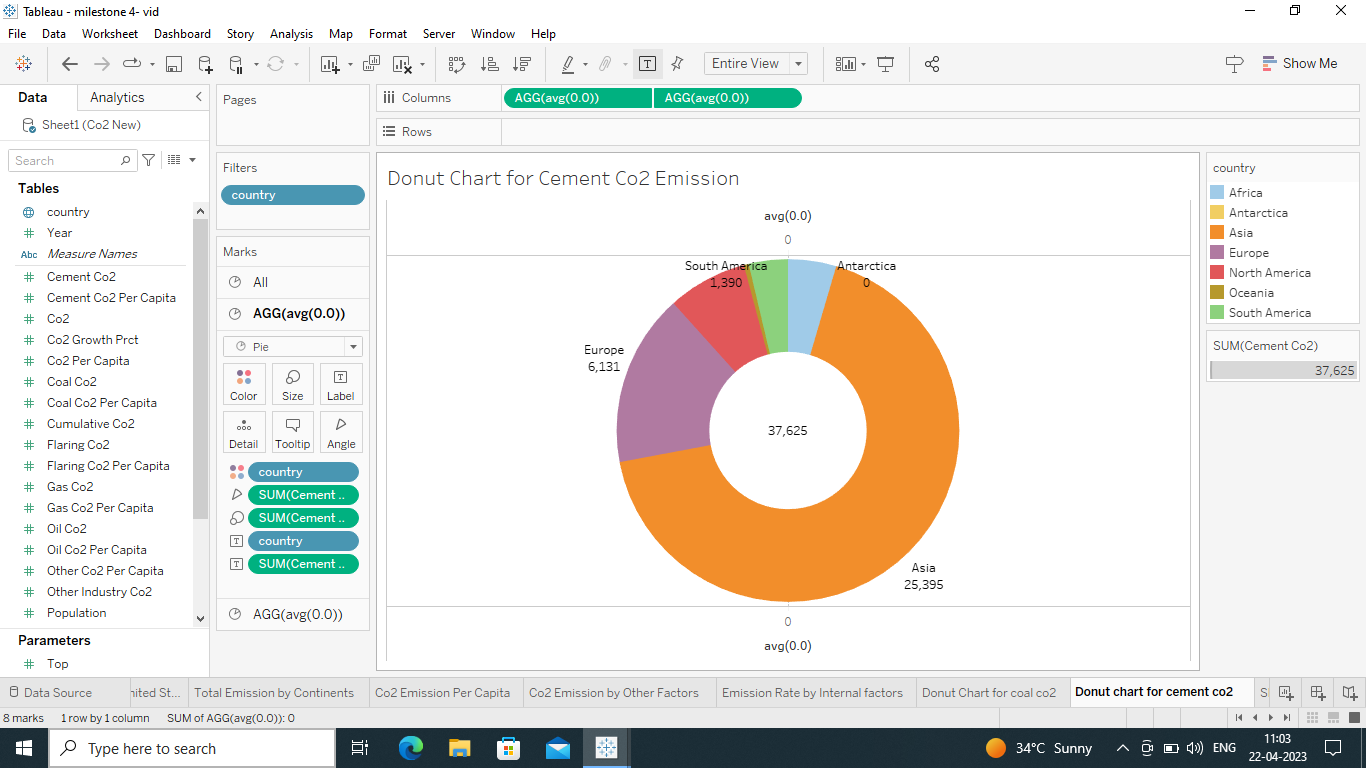 Tableau - milestone 4- vid
File Data Worksheet Dashboard Story Analysis Map Format Server Window Help
Entire View
Show Me
Data Analytics
Sheet1 (Co2 New)
Search
Tables
country
Year
Abc Measure Names
Cement Co2
Cement Co2 Per Capita
Co2
Co2 Growth Prct
Co2 Per Capita
Coal Co2
Coal Co2 Per Capita
Cumulative Co2
Flaring Co2
Flaring Co2 Per Capita
Gas Co2
Gas Co2 Per Capita
Oil Co2
Oil Co2 Per Capita
Other Co2 Per Capita
Other Industry Co2
Population
Parameters
Top
Pages
Filters
country
Marks
All
AGG(avg(0.0))
Pie
Color Size Label
Detail Tooltip Angle
country
SUM(Cement ..
SUM(Cement ..
country
SUM(Cement ..
AGG(avg(0.0))
Columns AGG(avg(0.0)) AGG(avg(0.0))
Rows
Donut Chart for Cement Co2 Emission
avg(0.0)
0
South America
1,390
Antarctica
0
Europe
6,131
37,625
Asia
25,395
0
avg(0.0)
country
Africa
Antarctica
Asia
Europe
North America
Oceania
South America
SUM(Cement Co2)
37,625
Data Source nited St... Total Emission by Continents Co2 Emission Per Capita Co2 Emission by Other Factors Emission Rate by Internal factors Donut Chart for coal co2 Donut chart for cement co2
8 marks 1 row by 1 column SUM of AGG(avg(0.0)): 0
Type here to search
34°C Sunny
ENG
11:03
22-04-2023